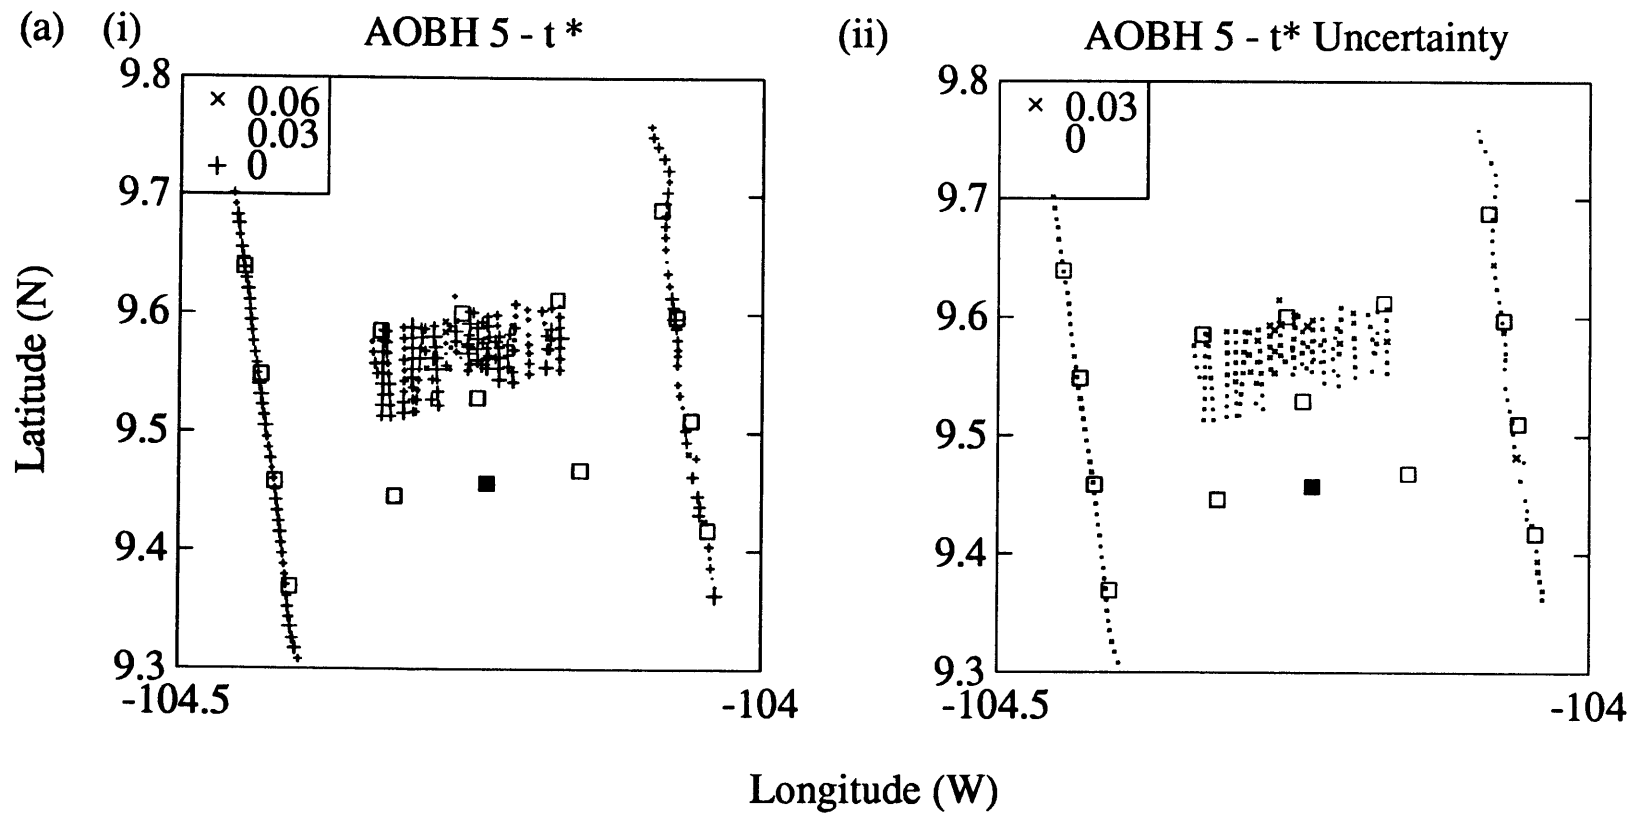 (a) (i) AOBH 5 - t * (ii) AOBH 5 - t* Uncertainty
9.8 9.8
× 0.06 × 0.03
0.03 0
+ 0
9.7 9.7
9.6 9.6
9.5 9.5
9.4 9.4
9.3 9.3
-104.5 -104 -104.5 -104
Latitude (N)
Longitude (W)